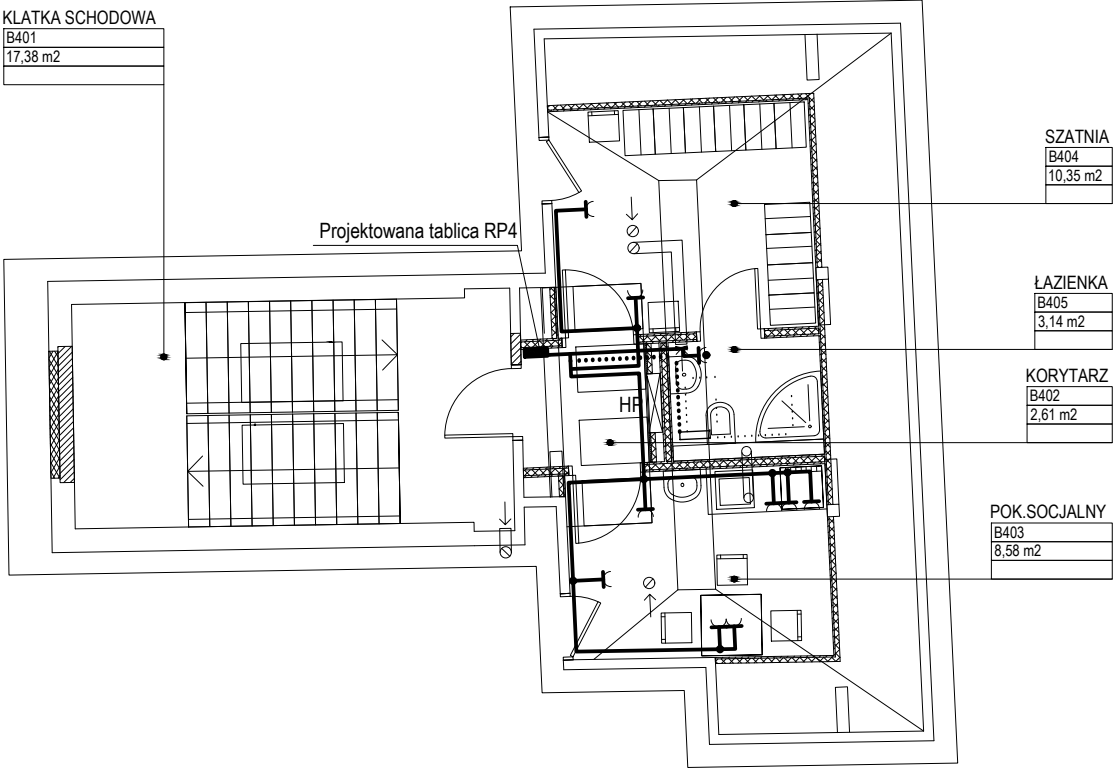 KLATKA SCHODOWA
B401
17,38 m2
SZATNIA
B404
10,35 m2
Projektowana tablica RP4
ŁAZIENKA
B405
3,14 m2
KORYTARZ
B402
2,61 m2
HP
POK.SOCJALNY
B403
8,58 m2